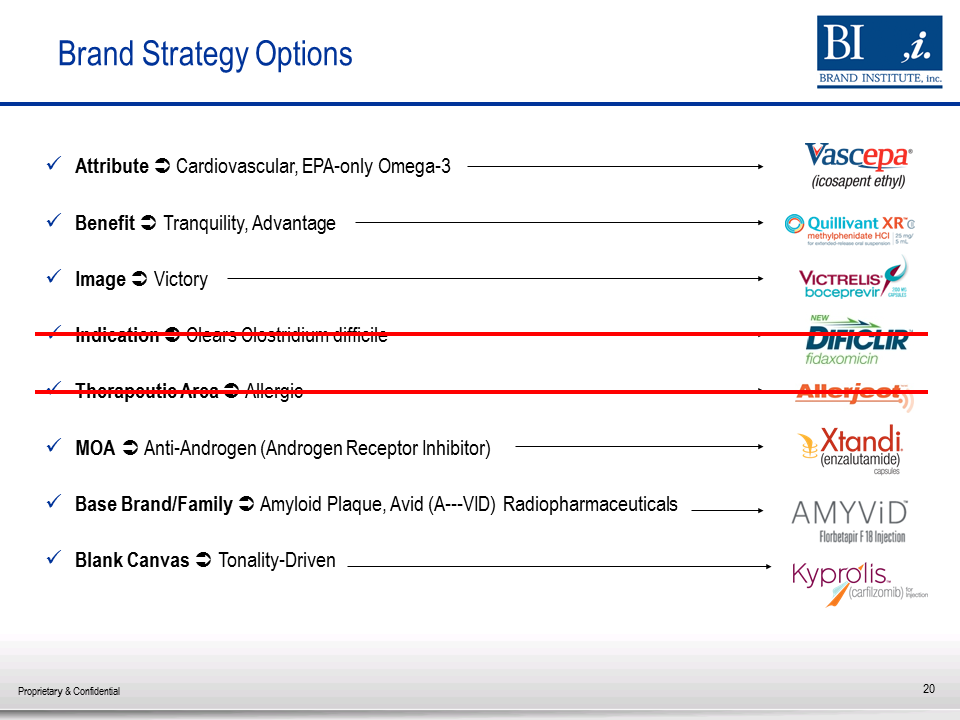 Brand Strategy Options
BI ,i.
BRAND INSTITUTE, inc.
✓ Attribute ➲ Cardiovascular, EPA-only Omega-3
Vascepa®
(icosapent ethyl)
✓ Benefit ➲ Tranquility, Advantage
Quillivant XR™ C
methylphenidate HCl 25 mg/ 5 mL
for extended-release oral suspension
✓ Image ➲ Victory
VICTRELIS
boceprevir
CAPSULES
✓ Indication ➲ Clears Clostridium difficile
NEW
DIFICLIR™
fidaxomicin
✓ Therapeutic Area ➲ Allergic
Allerject
✓ MOA ➲ Anti-Androgen (Androgen Receptor Inhibitor)
Xtandi.
(enzalutamide)
capsules
✓ Base Brand/Family ➲ Amyloid Plaque, Avid (A---VID) Radiopharmaceuticals
AMYViD™
Florbetapir F 18 Injection
✓ Blank Canvas ➲ Tonality-Driven
Kyprolis™
(carfilzomib) for Injection
Proprietary & Confidential
20